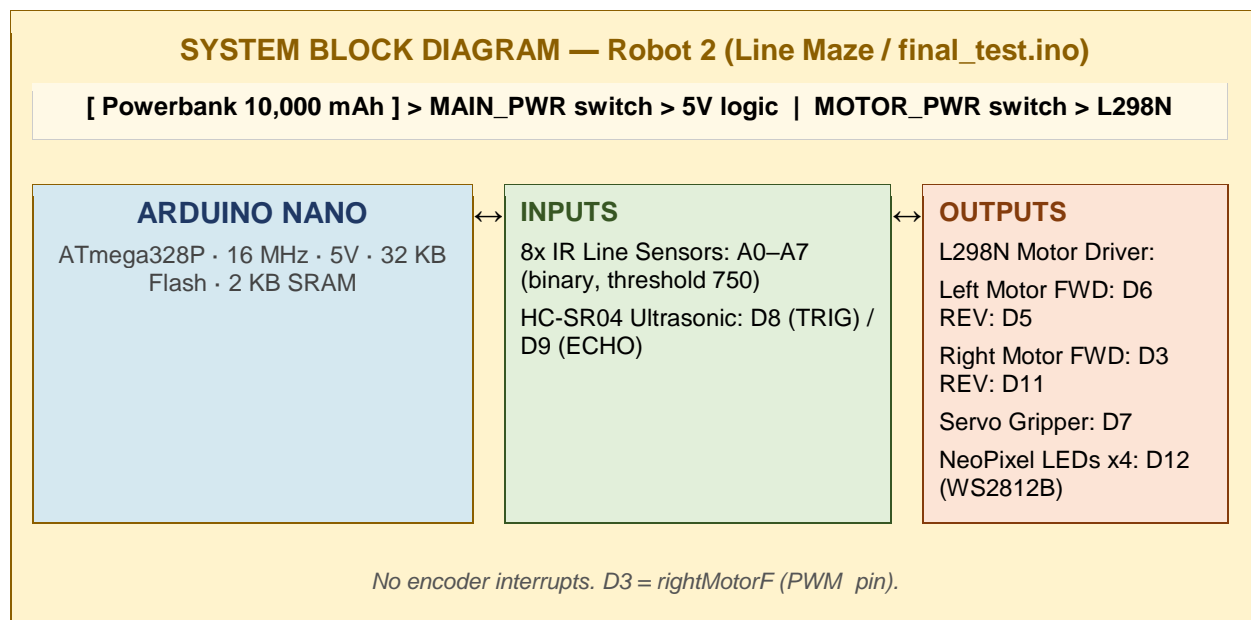 SYSTEM BLOCK DIAGRAM — Robot 2 (Line Maze / final_test.ino)
[ Powerbank 10,000 mAh ] > MAIN_PWR switch > 5V logic | MOTOR_PWR switch > L298N
ARDUINO NANO
ATmega328P · 16 MHz · 5V · 32 KB
Flash · 2 KB SRAM
↔
INPUTS
8x IR Line Sensors: A0–A7
(binary, threshold 750)
HC-SR04 Ultrasonic: D8 (TRIG) /
D9 (ECHO)
↔
OUTPUTS
L298N Motor Driver:
Left Motor FWD: D6
REV: D5
Right Motor FWD: D3
REV: D11
Servo Gripper: D7
NeoPixel LEDs x4: D12
(WS2812B)
No encoder interrupts. D3 = rightMotorF (PWM pin).